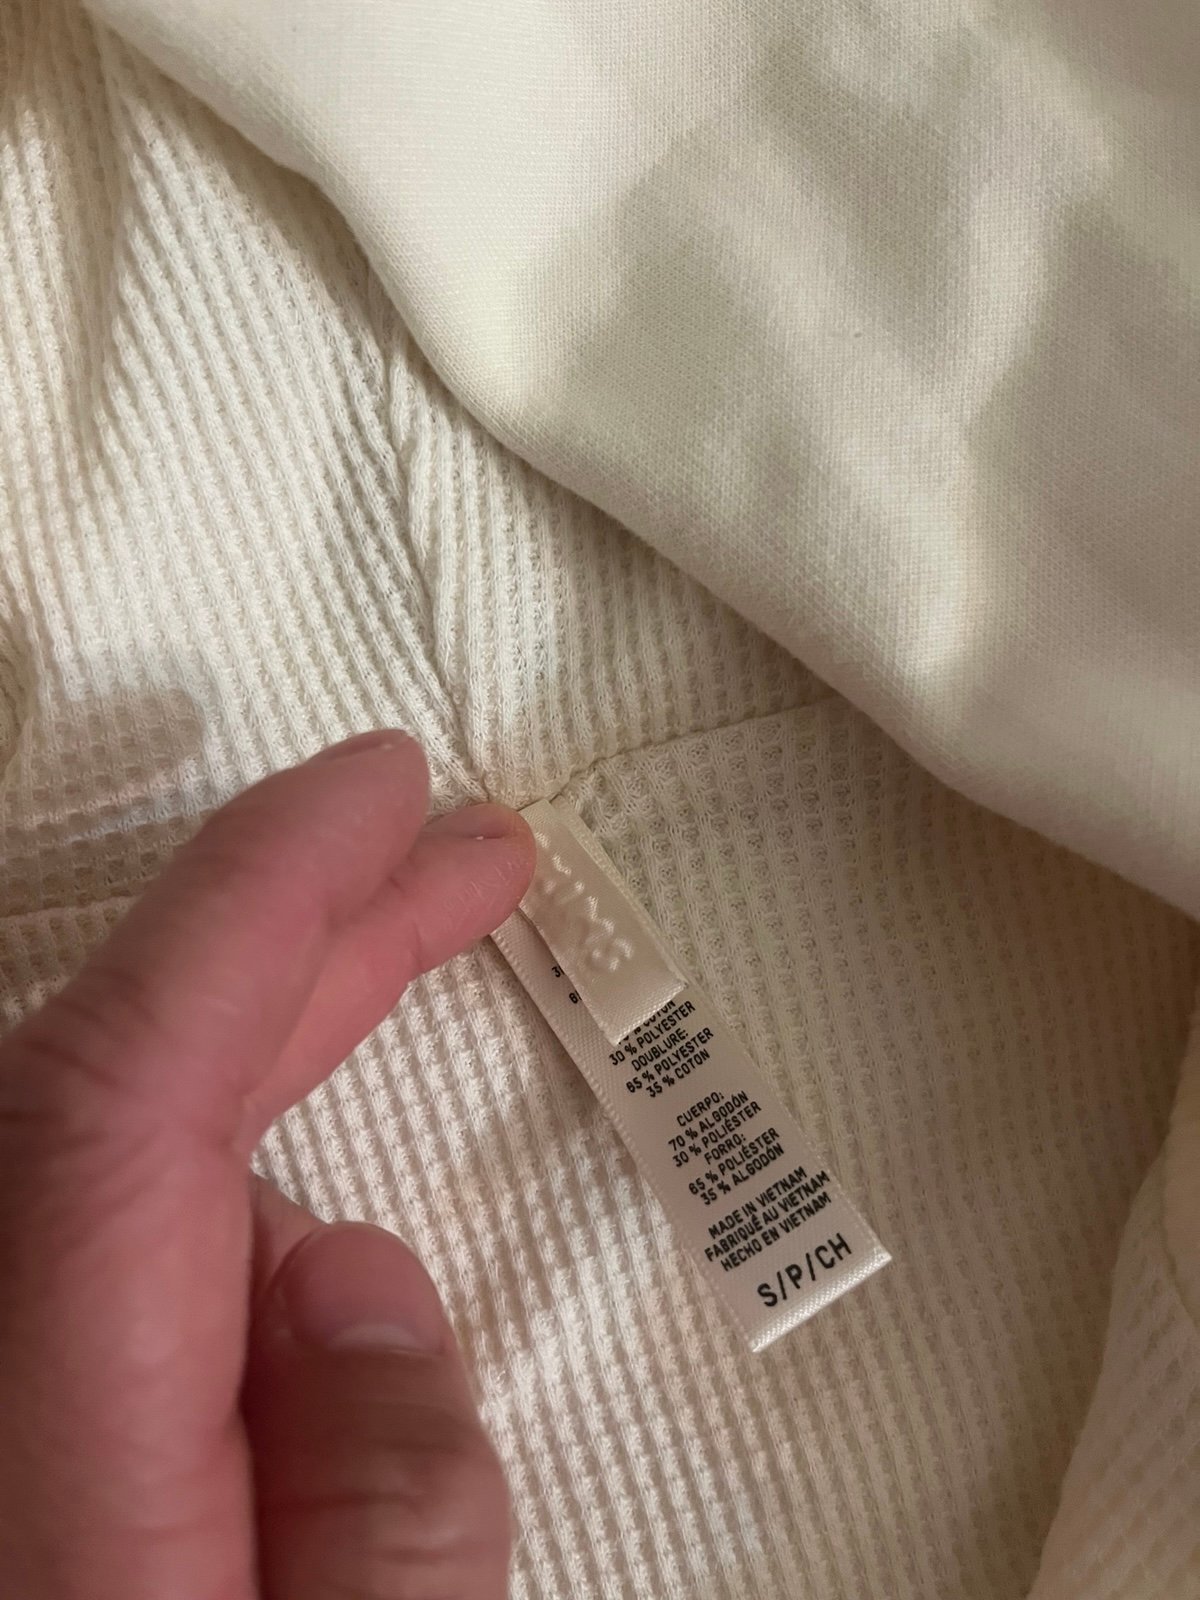 SKIMS
30 % POLYESTER
DOUBLURE:
65 % POLYESTER
35 % COTON
CUERPO:
70 % ALGODÓN
30 % POLIÉSTER
FORRO:
65 % POLIÉSTER
35 % ALGODÓN
MADE IN VIETNAM
FABRIQUÉ AU VIETNAM
HECHO EN VIETNAM
S/P/CH